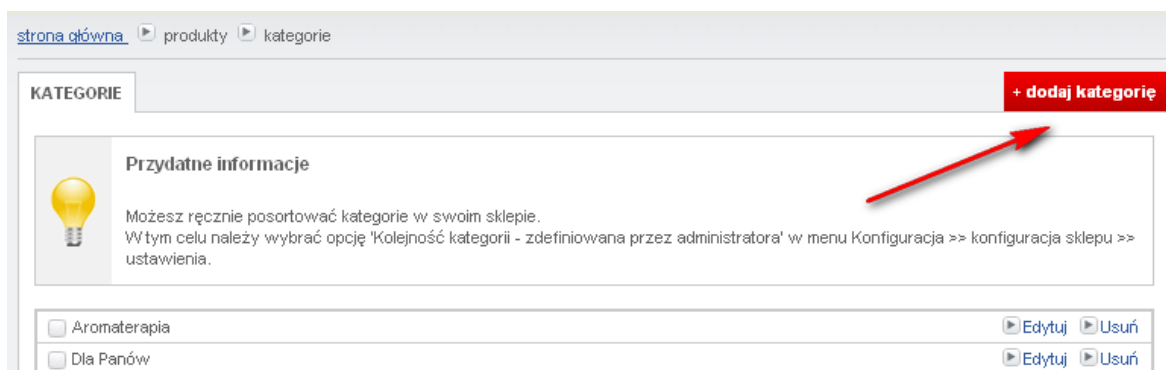 strona główna produkty kategorie
KATEGORIE
+ dodaj kategorię
Przydatne informacje
Możesz ręcznie posortować kategorie w swoim sklepie.
W tym celu należy wybrać opcję 'Kolejność kategorii - zdefiniowana przez administratora' w menu Konfiguracja >> konfiguracja sklepu >>
ustawienia.
Aromaterapia Edytuj Usuń
Dla Panów Edytuj Usuń